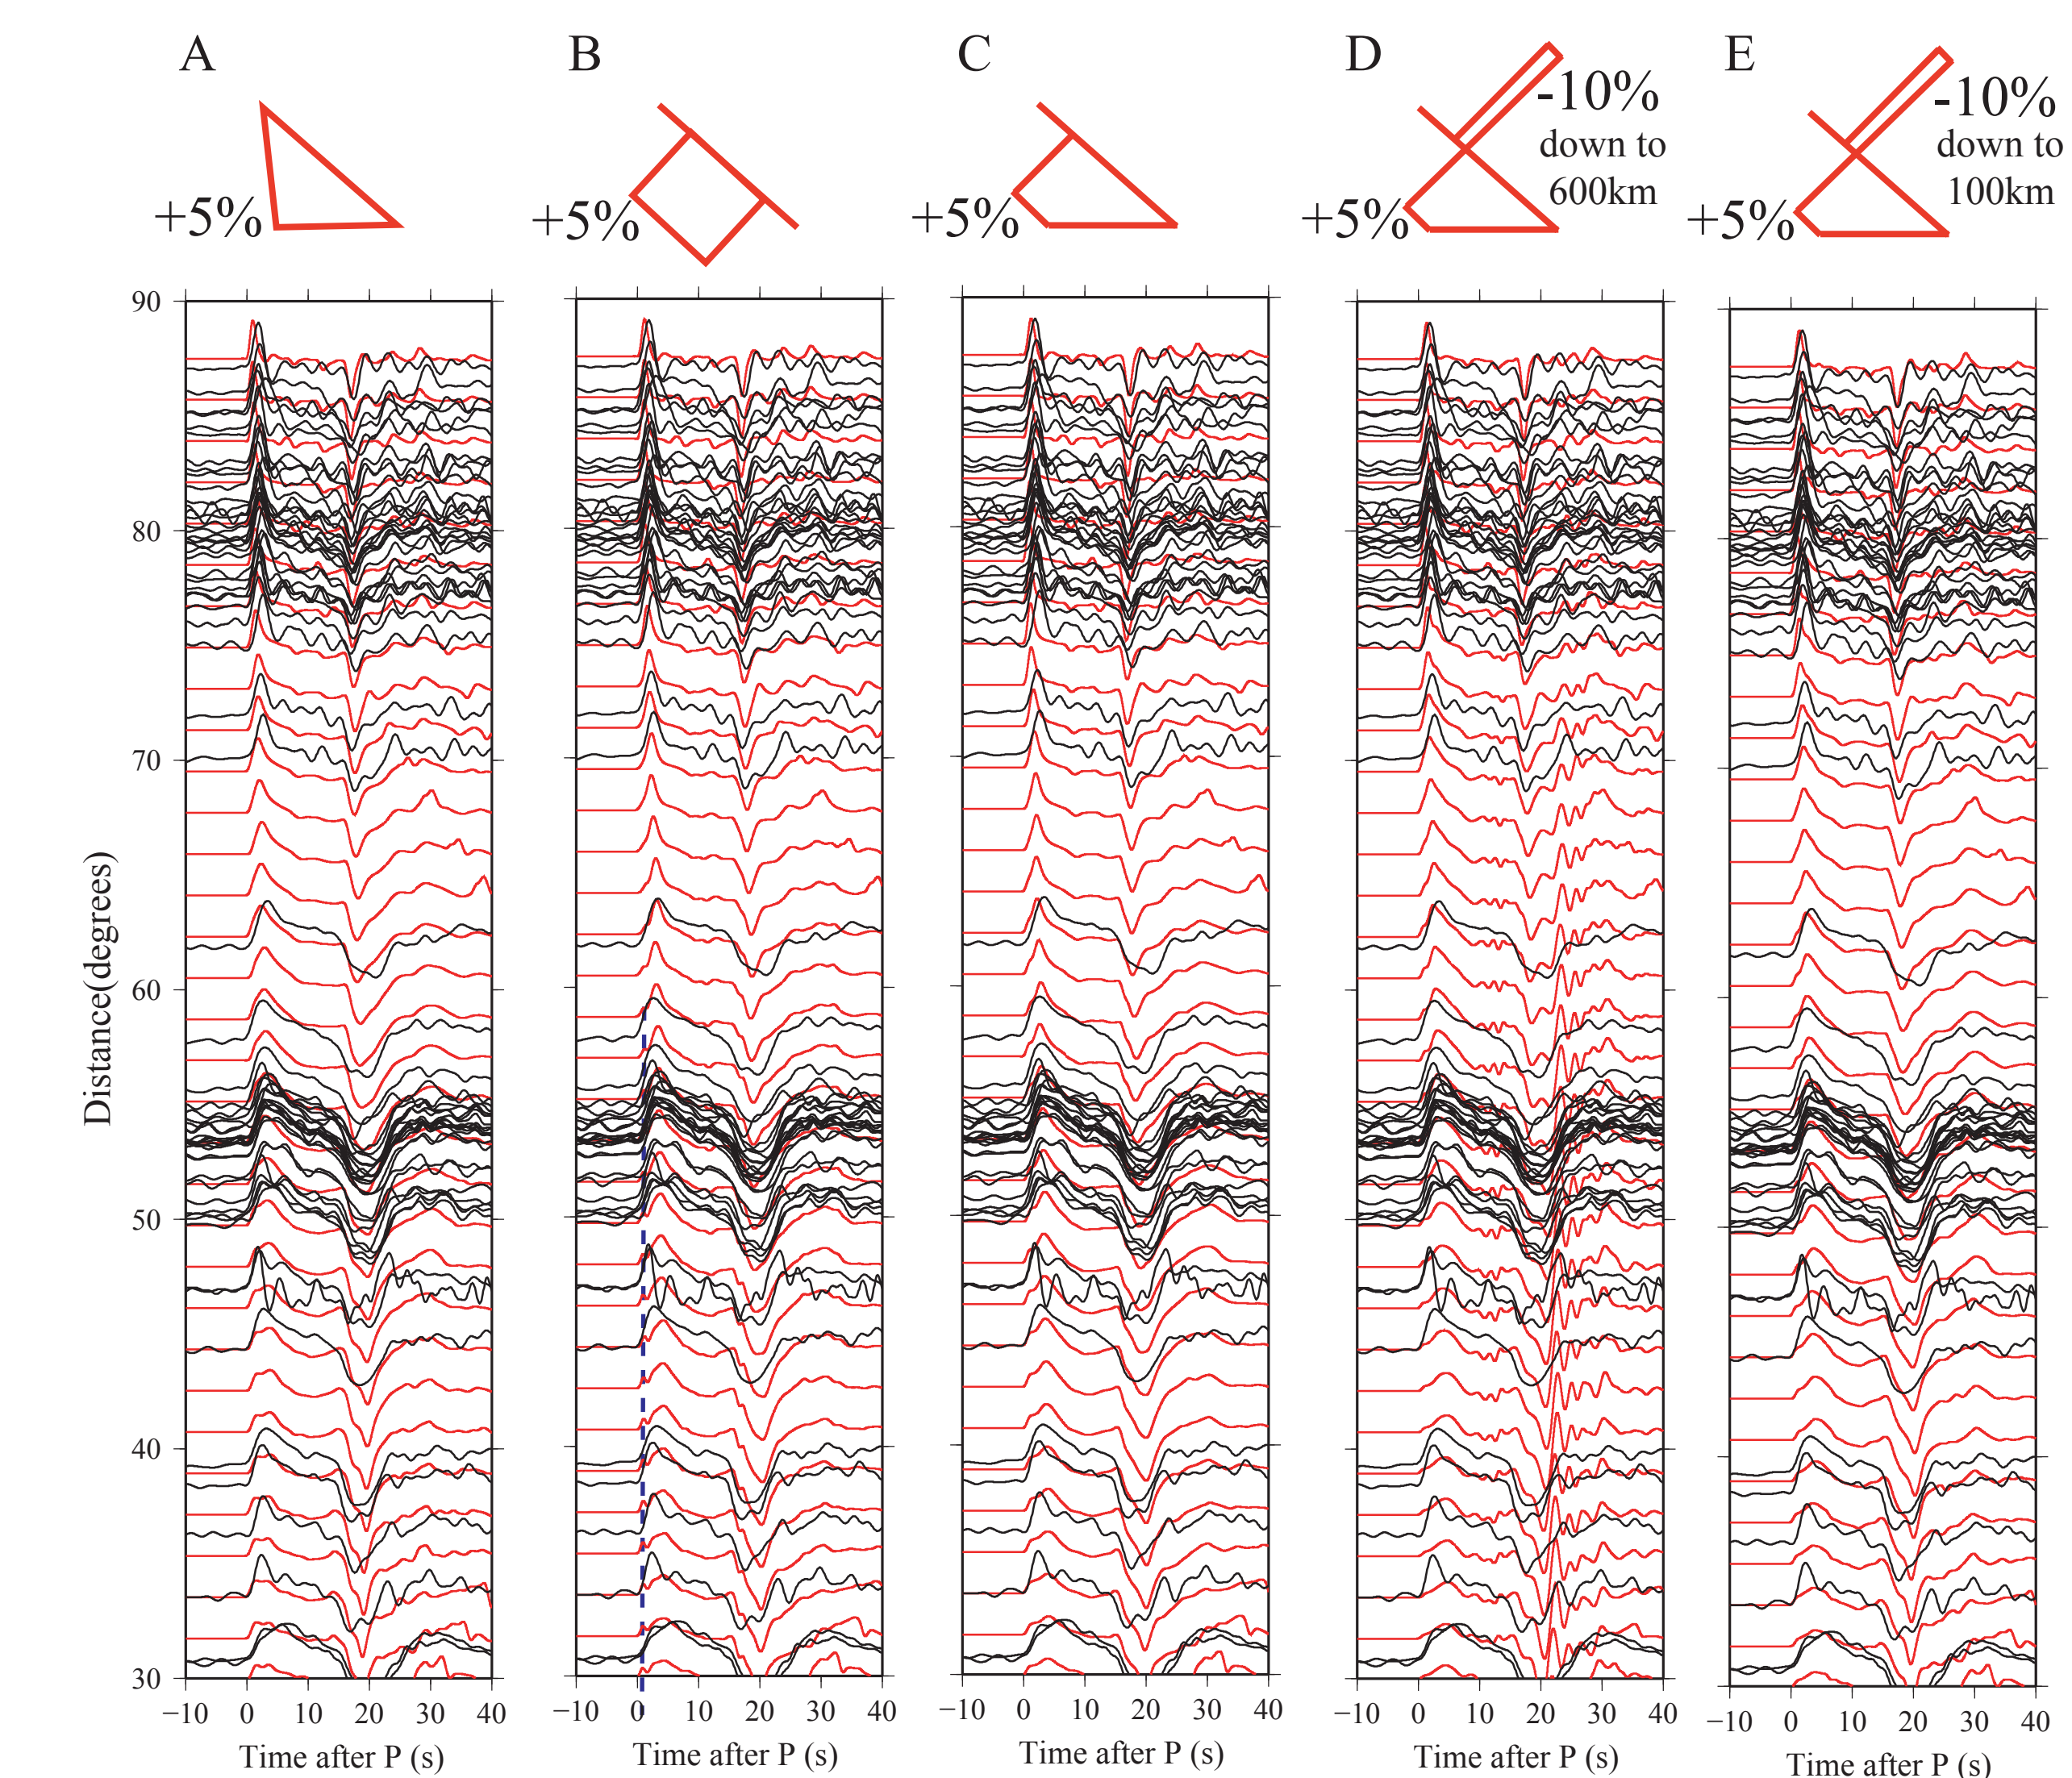 A
B
C
D
E
-10%
down to
600km
-10%
down to
100km
+5%
+5%
+5%
+5%
+5%
90
80
70
60
50
40
30
Distance(degrees)
−10 0 10 20 30 40
−10 0 10 20 30 40
−10 0 10 20 30 40
−10 0 10 20 30 40
−10 0 10 20 30 40
Time after P (s)
Time after P (s)
Time after P (s)
Time after P (s)
Time after P (s)